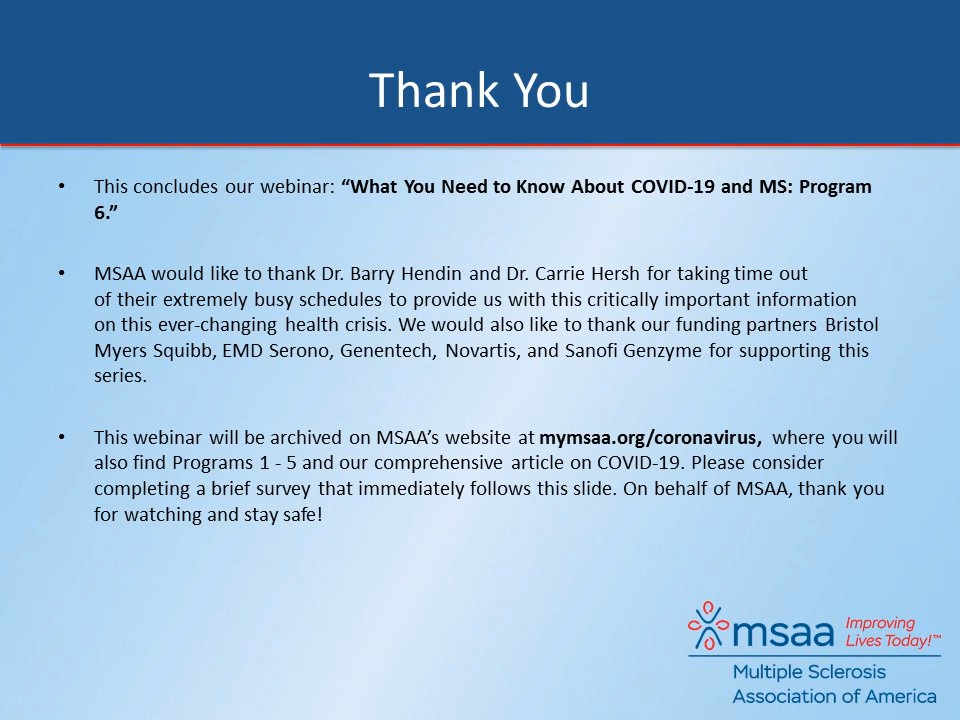 Thank You
• This concludes our webinar: “What You Need to Know About COVID-19 and MS: Program
6.”
• MSAA would like to thank Dr. Barry Hendin and Dr. Carrie Hersh for taking time out
of their extremely busy schedules to provide us with this critically important information
on this ever-changing health crisis. We would also like to thank our funding partners Bristol
Myers Squibb, EMD Serono, Genentech, Novartis, and Sanofi Genzyme for supporting this
series.
• This webinar will be archived on MSAA’s website at mymsaa.org/coronavirus, where you will
also find Programs 1 - 5 and our comprehensive article on COVID-19. Please consider
completing a brief survey that immediately follows this slide. On behalf of MSAA, thank you
for watching and stay safe!
msaa
Improving
Lives Today!™
Multiple Sclerosis
Association of America